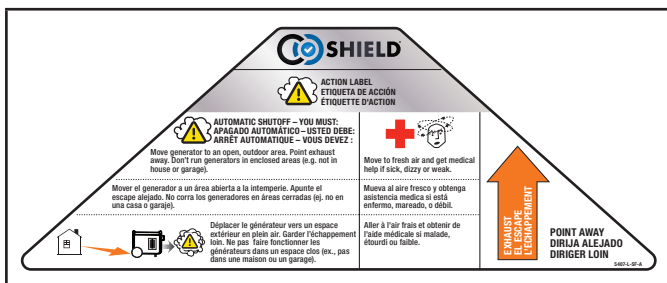 CO SHIELD®
ACTION LABEL
ETIQUETA DE ACCIÓN
ÉTIQUETTE D'ACTION
AUTOMATIC SHUTOFF – YOU MUST:
APAGADO AUTOMÁTICO – USTED DEBE:
ARRÊT AUTOMATIQUE – VOUS DEVEZ :
Move generator to an open, outdoor area. Point exhaust
away. Don't run generators in enclosed areas (e.g. not in
house or garage).
Move to fresh air and get medical
help if sick, dizzy or weak.
Mover el generador a un área abierta a la intemperie. Apunte el
escape alejado. No corra los generadores en áreas cerradas (ej. no en
una casa o garaje).
Mueva al aire fresco y obtenga
asistencia medica si está
enfermo, mareado, o débil.
Déplacer le générateur vers un espace
extérieur en plein air. Garder l'échappement
loin. Ne pas faire fonctionner les
générateurs dans un espace clos (ex., pas
dans une maison ou un garage).
Aller à l'air frais et obtenir de
l'aide médicale si malade,
étourdi ou faible.
EXHAUST
EL ESCAPE
L'ÉCHAPPEMENT
POINT AWAY
DIRIJA ALEJADO
DIRIGER LOIN
5407-L-SF-A